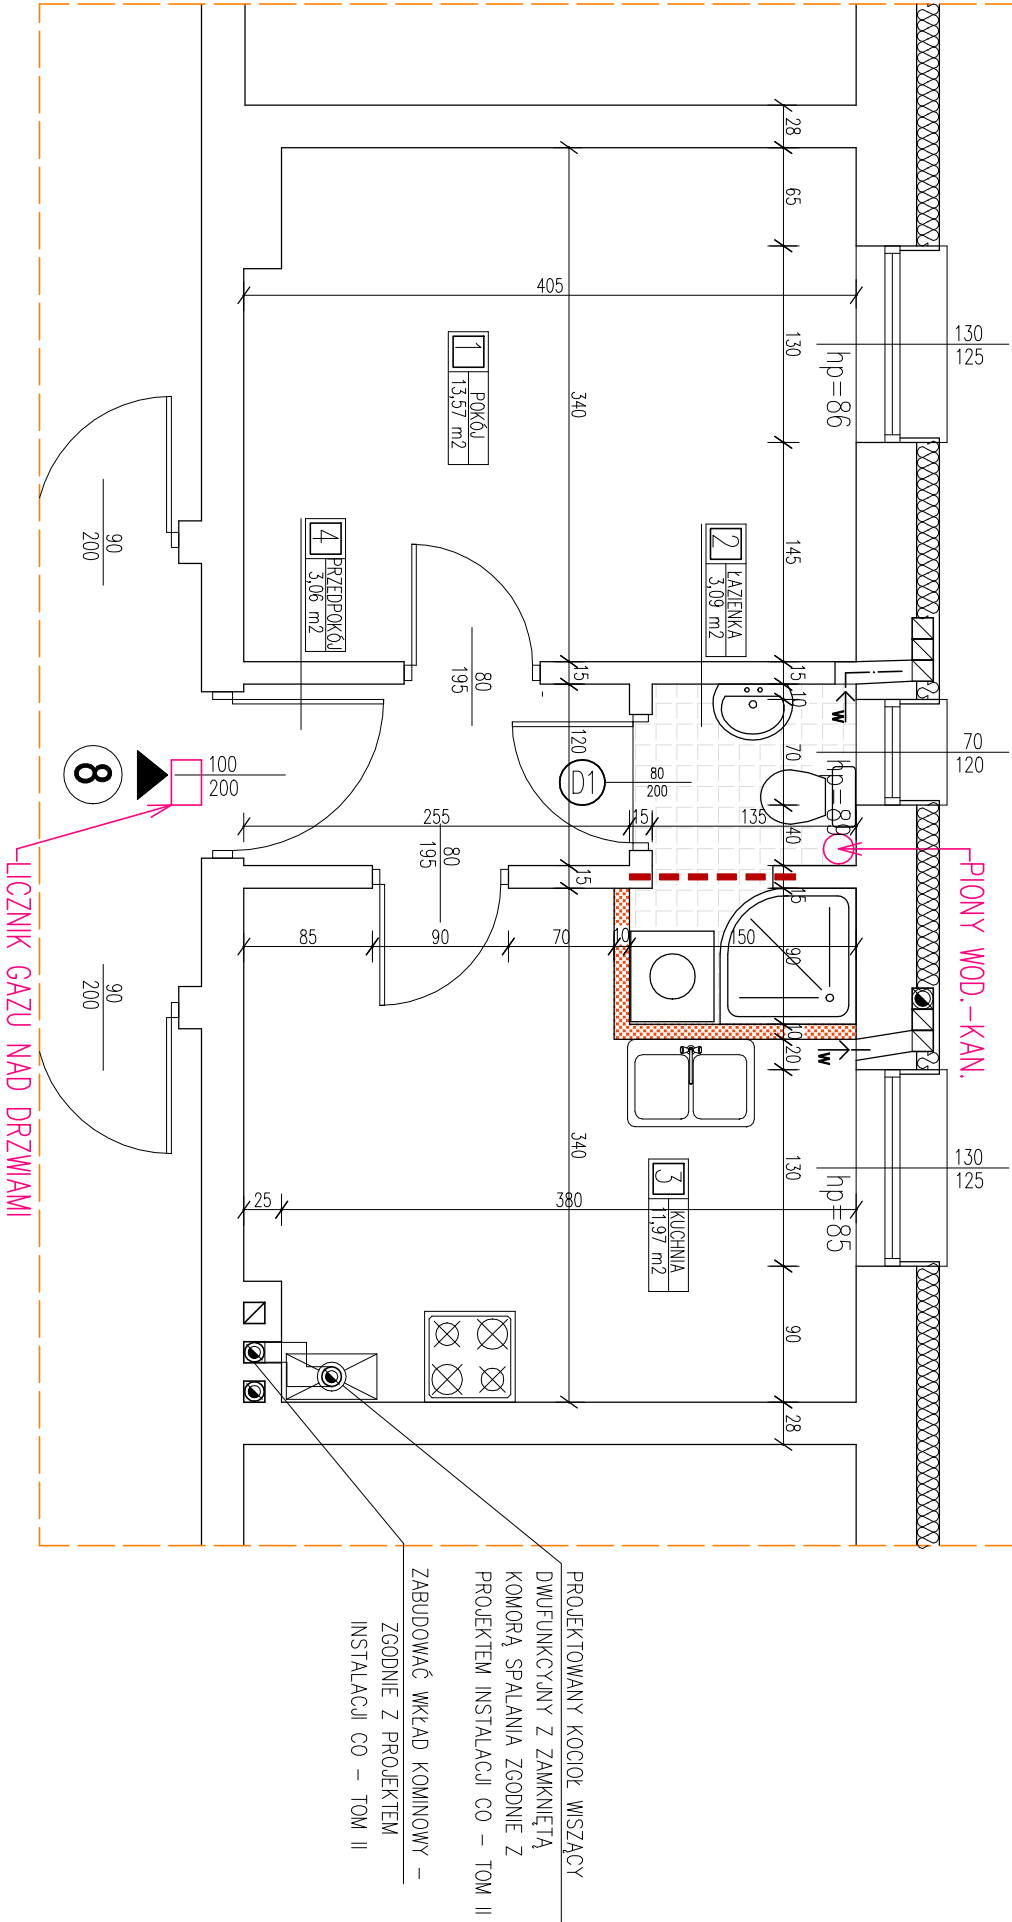 28
65
130
145
15
10
70
40
15
90
10
20
130
90
28
130
125
hp=86
70
120
hp=89
130
125
hp=85
405
340
340
1
POKÓJ
13,57 m2
2
ŁAZIENKA
3,09 m2
3
KUCHNIA
11,97 m2
4
PRZEDPOKÓJ
3,06 m2
W
W
15
120
15
80
195
80
195
D1
80
200
255
15
135
85
90
70
10
150
25
380
90
200
90
200
100
200
8
PIONY WOD.-KAN.
LICZNIK GAZU NAD DRZWIAMI
PROJEKTOWANY KOCIOŁ WISZĄCY
DWUFUNKCYJNY Z ZAMKNIĘTĄ
KOMORĄ SPALANIA ZGODNIE Z
PROJEKTEM INSTALACJI CO - TOM II
ZABUDOWAĆ WKŁAD KOMINOWY -
ZGODNIE Z PROJEKTEM
INSTALACJI CO - TOM II